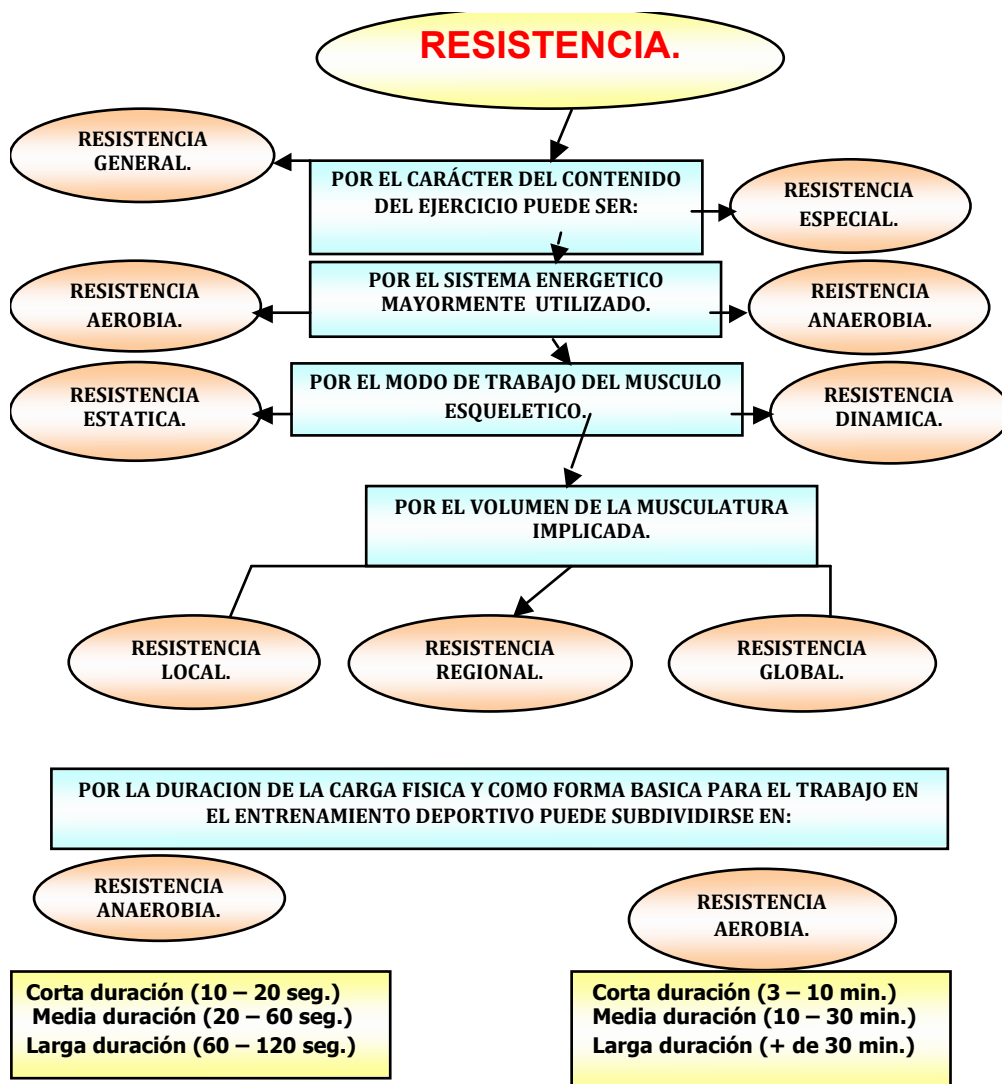 RESISTENCIA.
RESISTENCIA
GENERAL.
POR EL CARÁCTER DEL CONTENIDO
DEL EJERCICIO PUEDE SER:
RESISTENCIA
ESPECIAL.
RESISTENCIA
AEROBIA.
POR EL SISTEMA ENERGETICO
MAYORMENTE UTILIZADO.
REISTENCIA
ANAEROBIA.
RESISTENCIA
ESTATICA.
POR EL MODO DE TRABAJO DEL MUSCULO
ESQUELETICO.
RESISTENCIA
DINAMICA.
POR EL VOLUMEN DE LA MUSCULATURA
IMPLICADA.
RESISTENCIA
LOCAL.
RESISTENCIA
REGIONAL.
RESISTENCIA
GLOBAL.
POR LA DURACION DE LA CARGA FISICA Y COMO FORMA BASICA PARA EL TRABAJO EN
EL ENTRENAMIENTO DEPORTIVO PUEDE SUBDIVIDIRSE EN:
RESISTENCIA
ANAEROBIA.
RESISTENCIA
AEROBIA.
Corta duración (10 – 20 seg.)
Media duración (20 – 60 seg.)
Larga duración (60 – 120 seg.)
Corta duración (3 – 10 min.)
Media duración (10 – 30 min.)
Larga duración (+ de 30 min.)